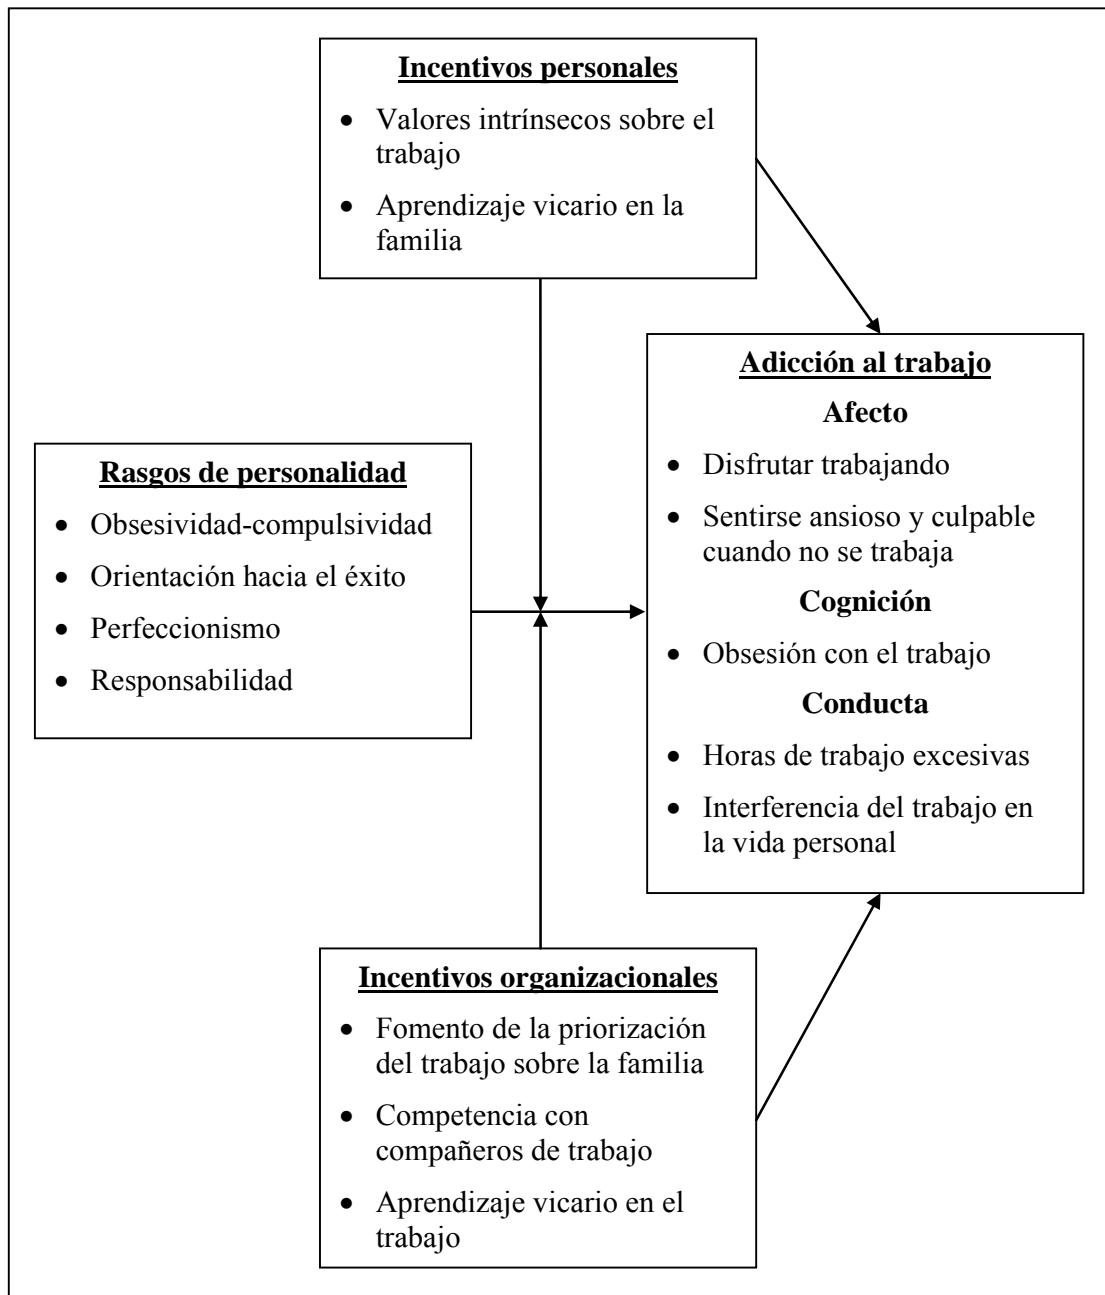 Incentivos personales
• Valores intrínsecos sobre el
trabajo
• Aprendizaje vicario en la
familia
Rasgos de personalidad
• Obsesividad-compulsividad
• Orientación hacia el éxito
• Perfeccionismo
• Responsabilidad
Adicción al trabajo
Afecto
• Disfrutar trabajando
• Sentirse ansioso y culpable
cuando no se trabaja
Cognición
• Obsesión con el trabajo
Conducta
• Horas de trabajo excesivas
• Interferencia del trabajo en
la vida personal
Incentivos organizacionales
• Fomento de la priorización
del trabajo sobre la familia
• Competencia con
compañeros de trabajo
• Aprendizaje vicario en el
trabajo